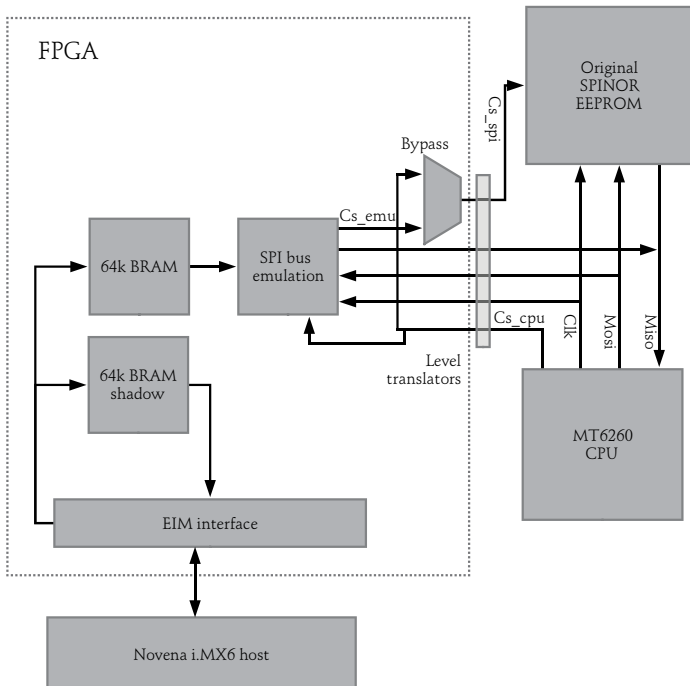 FPGA
Original
SPINOR
EEPROM
Cs_spi
Bypass
Cs_emu
64k BRAM
SPI bus
emulation
Cs_cpu
Clk
Mosi
Miso
Level
translators
64k BRAM
shadow
MT6260
CPU
EIM interface
Novena i.MX6 host